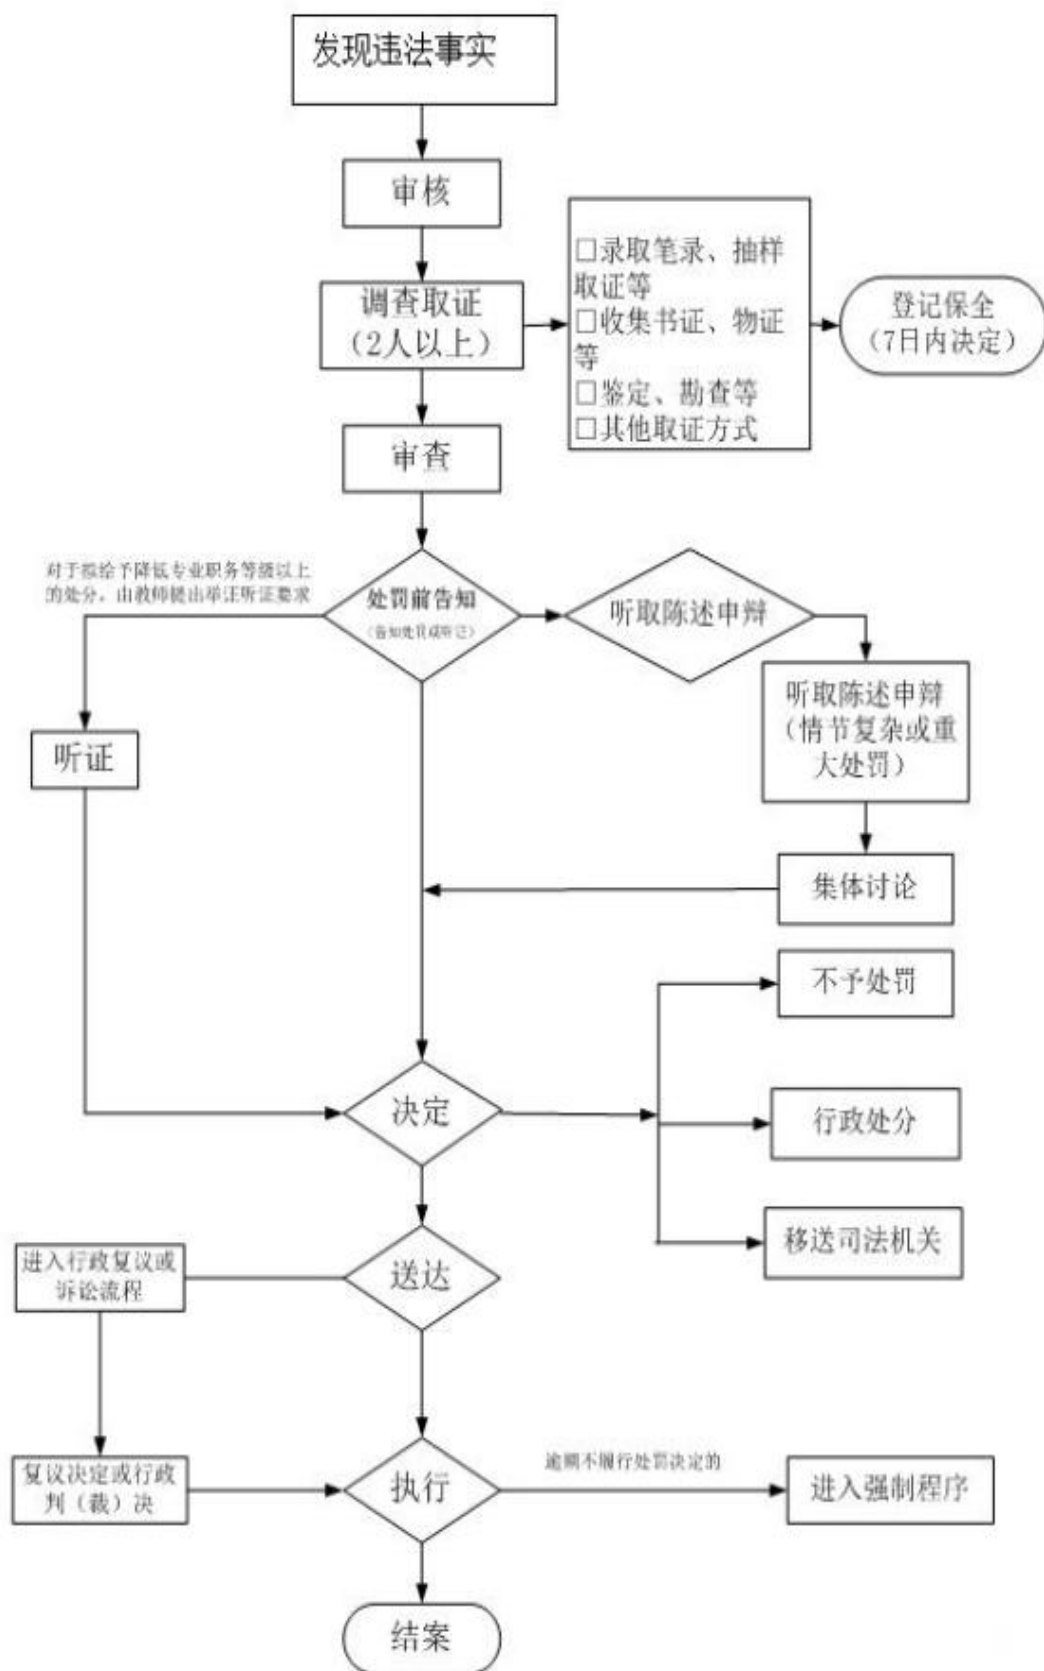 发现违法事实
审核
调查取证
（2人以上）
□录取笔录、抽样
取证等
□收集书证、物证
等
□鉴定、勘查等
□其他取证方式
登记保全
（7日内决定）
审查
对于拟给予降低专业职务等级以上
的处分，由教师提出举证听证要求
处罚前告知
（告知处罚或听证）
听取陈述申辩
听取陈述申辩
（情节复杂或重
大处罚）
听证
集体讨论
不予处罚
决定
行政处分
移送司法机关
送达
进入行政复议或
诉讼流程
复议决定或行政
判（裁）决
执行
逾期不履行处罚决定的
进入强制程序
结案